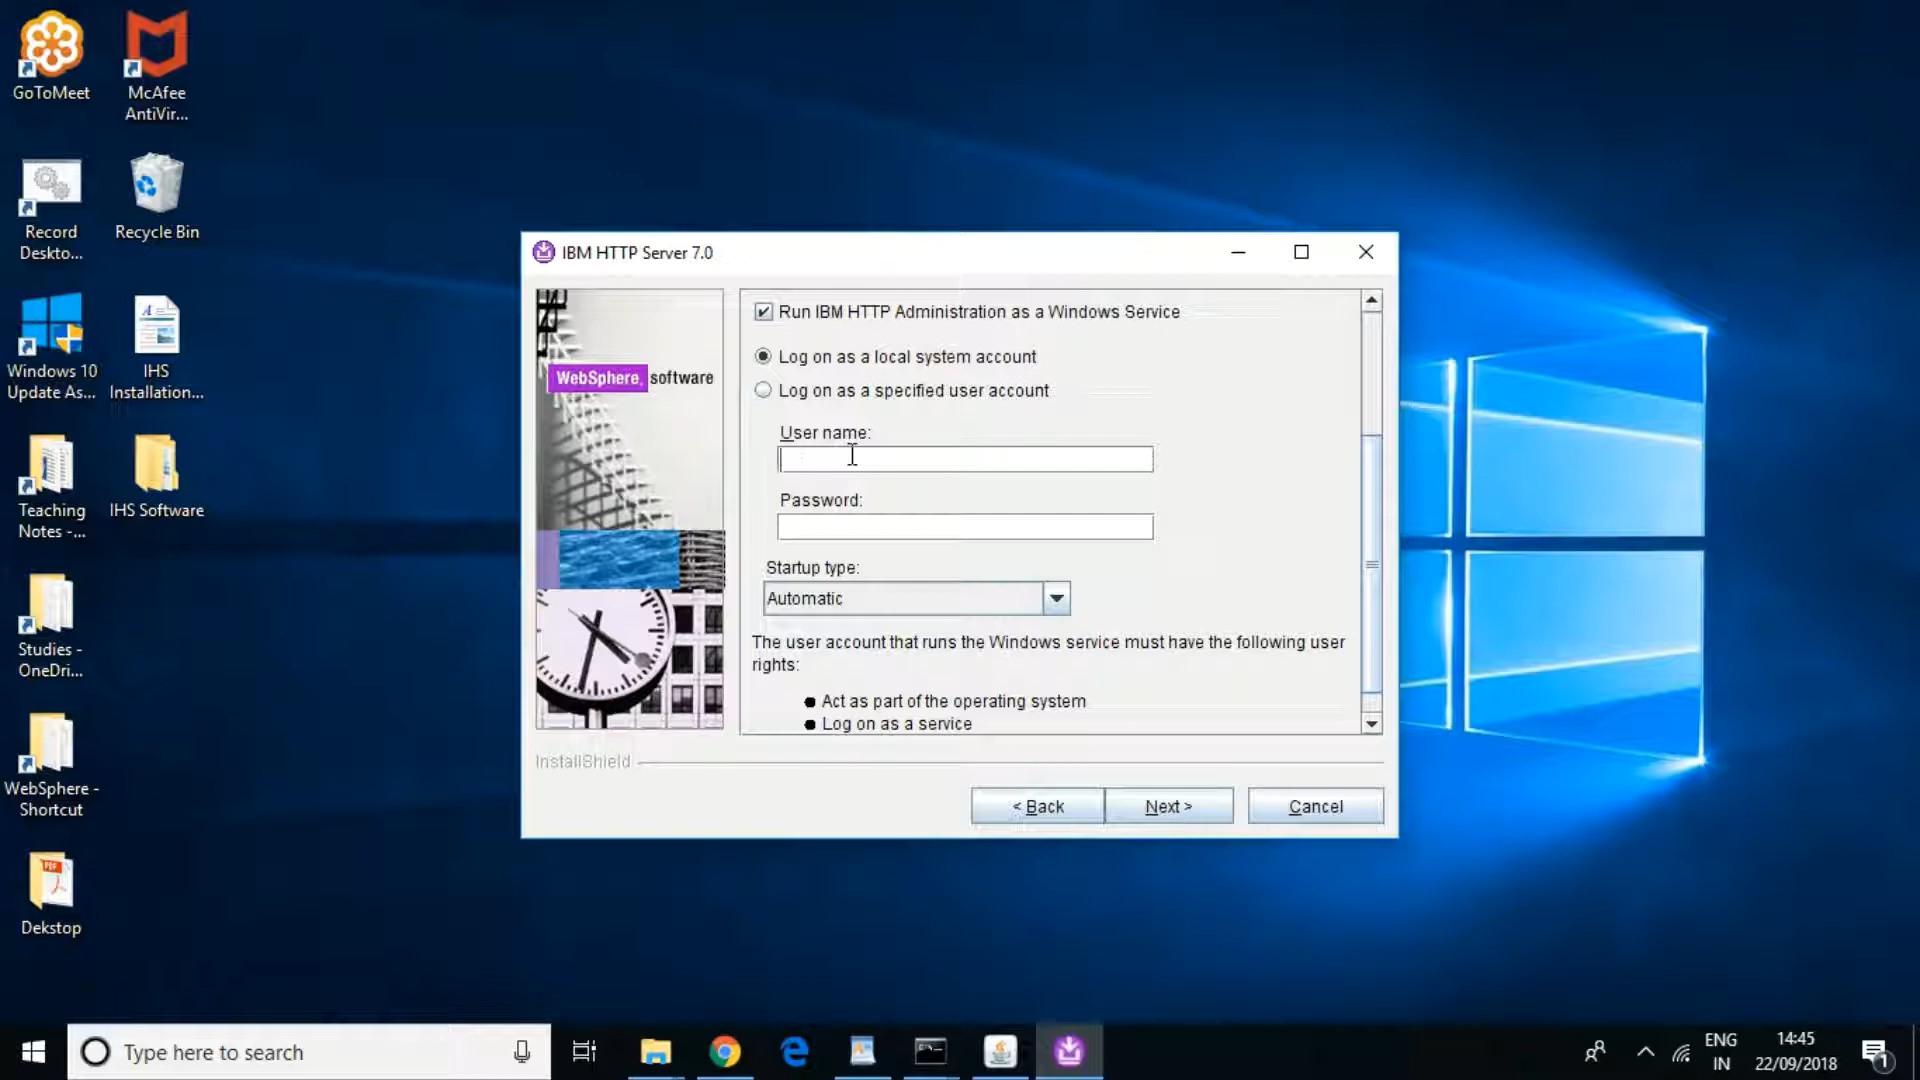 GoToMeet
McAfee
AntiVir...
Record
Deskto...
Recycle Bin
Windows 10
Update As...
IHS
Installation...
Teaching
Notes -...
IHS Software
Studies -
OneDri...
WebSphere -
Shortcut
PDF
Dekstop
IBM HTTP Server 7.0
WebSphere. software
Run IBM HTTP Administration as a Windows Service
Log on as a local system account
Log on as a specified user account
User name:
Password:
Startup type:
Automatic
The user account that runs the Windows service must have the following user
rights:
Act as part of the operating system
Log on as a service
InstallShield
< Back
Next >
Cancel
Type here to search
ENG
IN
14:45
22/09/2018
1